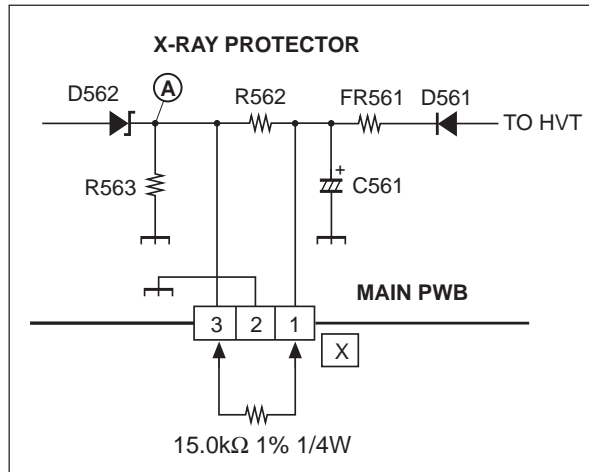 X-RAY PROTECTOR
D562
A
R562
FR561
D561
TO HVT
R563
+
C561
MAIN PWB
3 2 1
X
15.0kΩ 1% 1/4W